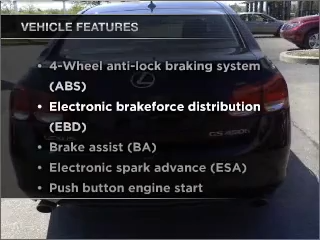 VEHICLE FEATURES
• 4-Wheel anti-lock braking system
(ABS)
• Electronic brakeforce distribution
(EBD)
• Brake assist (BA)
• Electronic spark advance (ESA)
• Push button engine start